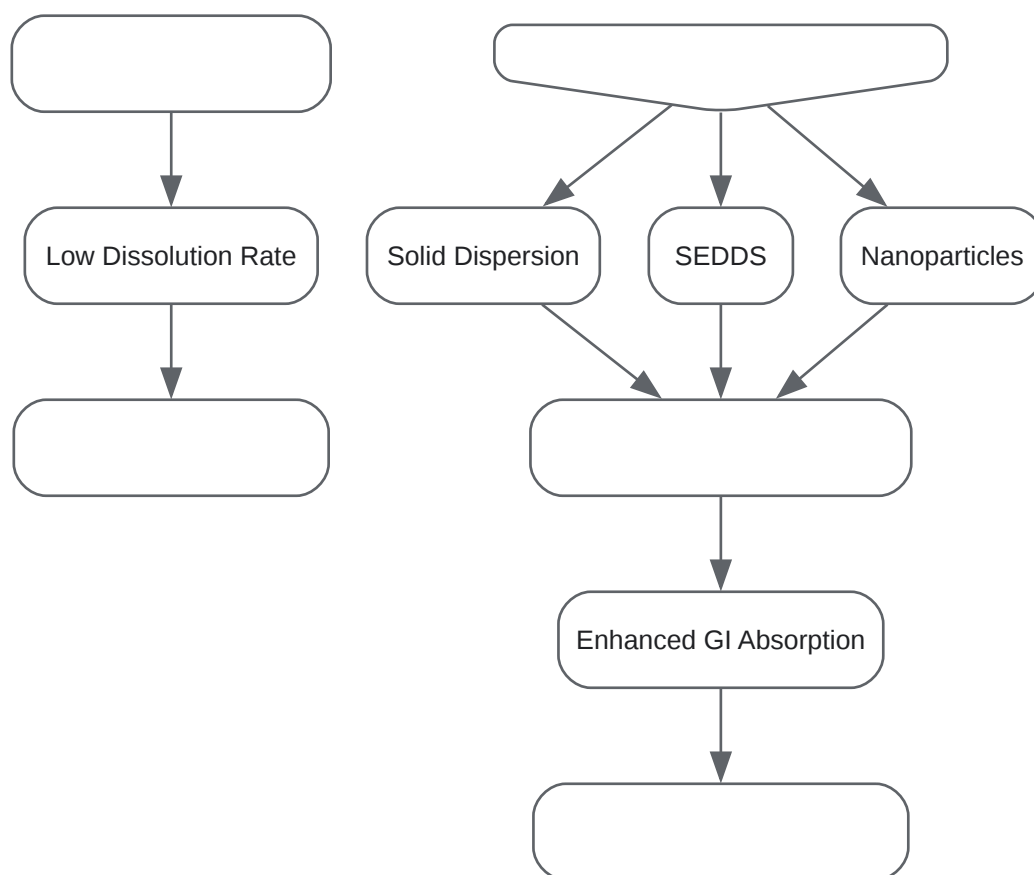 Low Dissolution Rate
Solid Dispersion
SEDDS
Nanoparticles
Enhanced GI Absorption